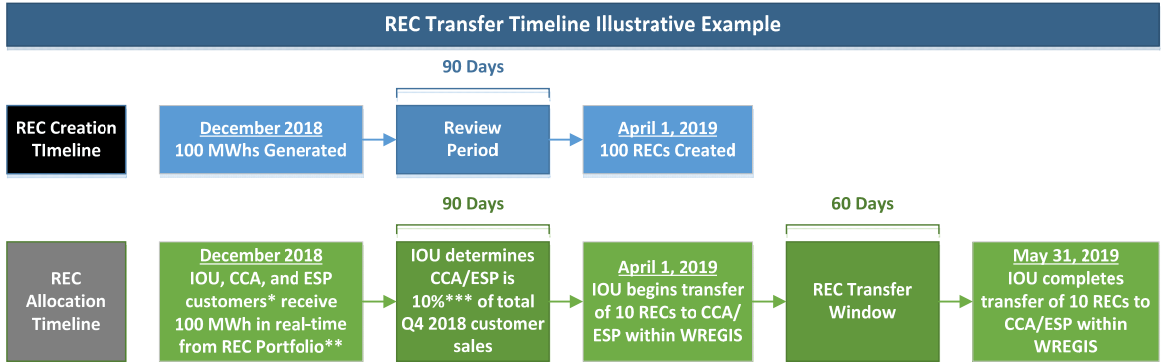 REC Transfer Timeline Illustrative Example
90 Days
REC Creation
TImeline
December 2018
100 MWhs Generated
Review
Period
April 1, 2019
100 RECs Created
90 Days
60 Days
REC
Allocation
Timeline
December 2018
IOU, CCA, and ESP
customers* receive
100 MWh in real-time
from REC Portfolio**
IOU determines
CCA/ESP is
10%*** of total
Q4 2018 customer
sales
April 1, 2019
IOU begins transfer
of 10 RECs to CCA/
ESP within WREGIS
REC Transfer
Window
May 31, 2019
IOU completes
transfer of 10 RECs to
CCA/ESP within
WREGIS